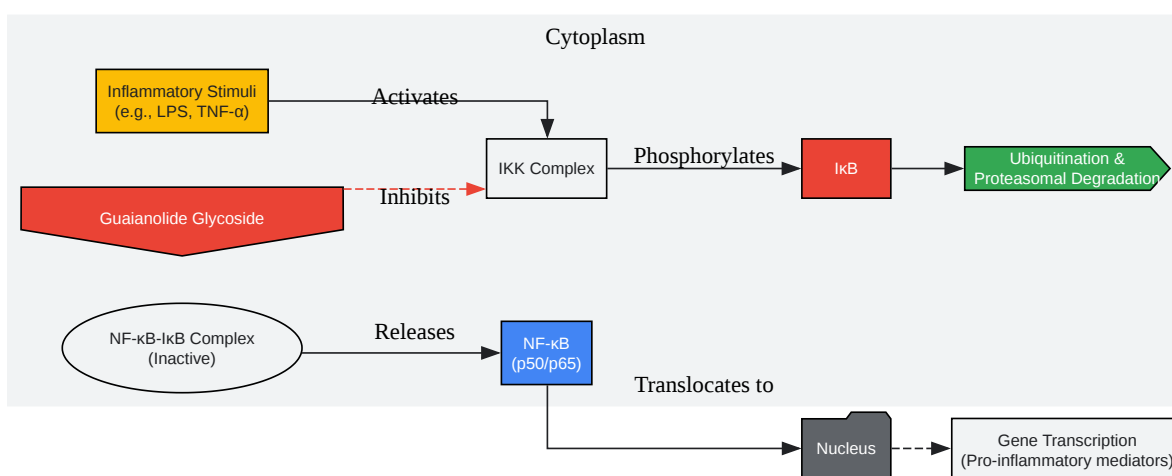 Cytoplasm
Inflammatory Stimuli
(e.g., LPS, TNF-α)
Activates
IKK Complex
Phosphorylates
IκB
Ubiquitination &
Proteasomal Degradation
Guaianolide Glycoside
Inhibits
NF-κB-IκB Complex
(Inactive)
Releases
NF-κB
(p50/p65)
Translocates to
Nucleus
Gene Transcription
(Pro-inflammatory mediators)